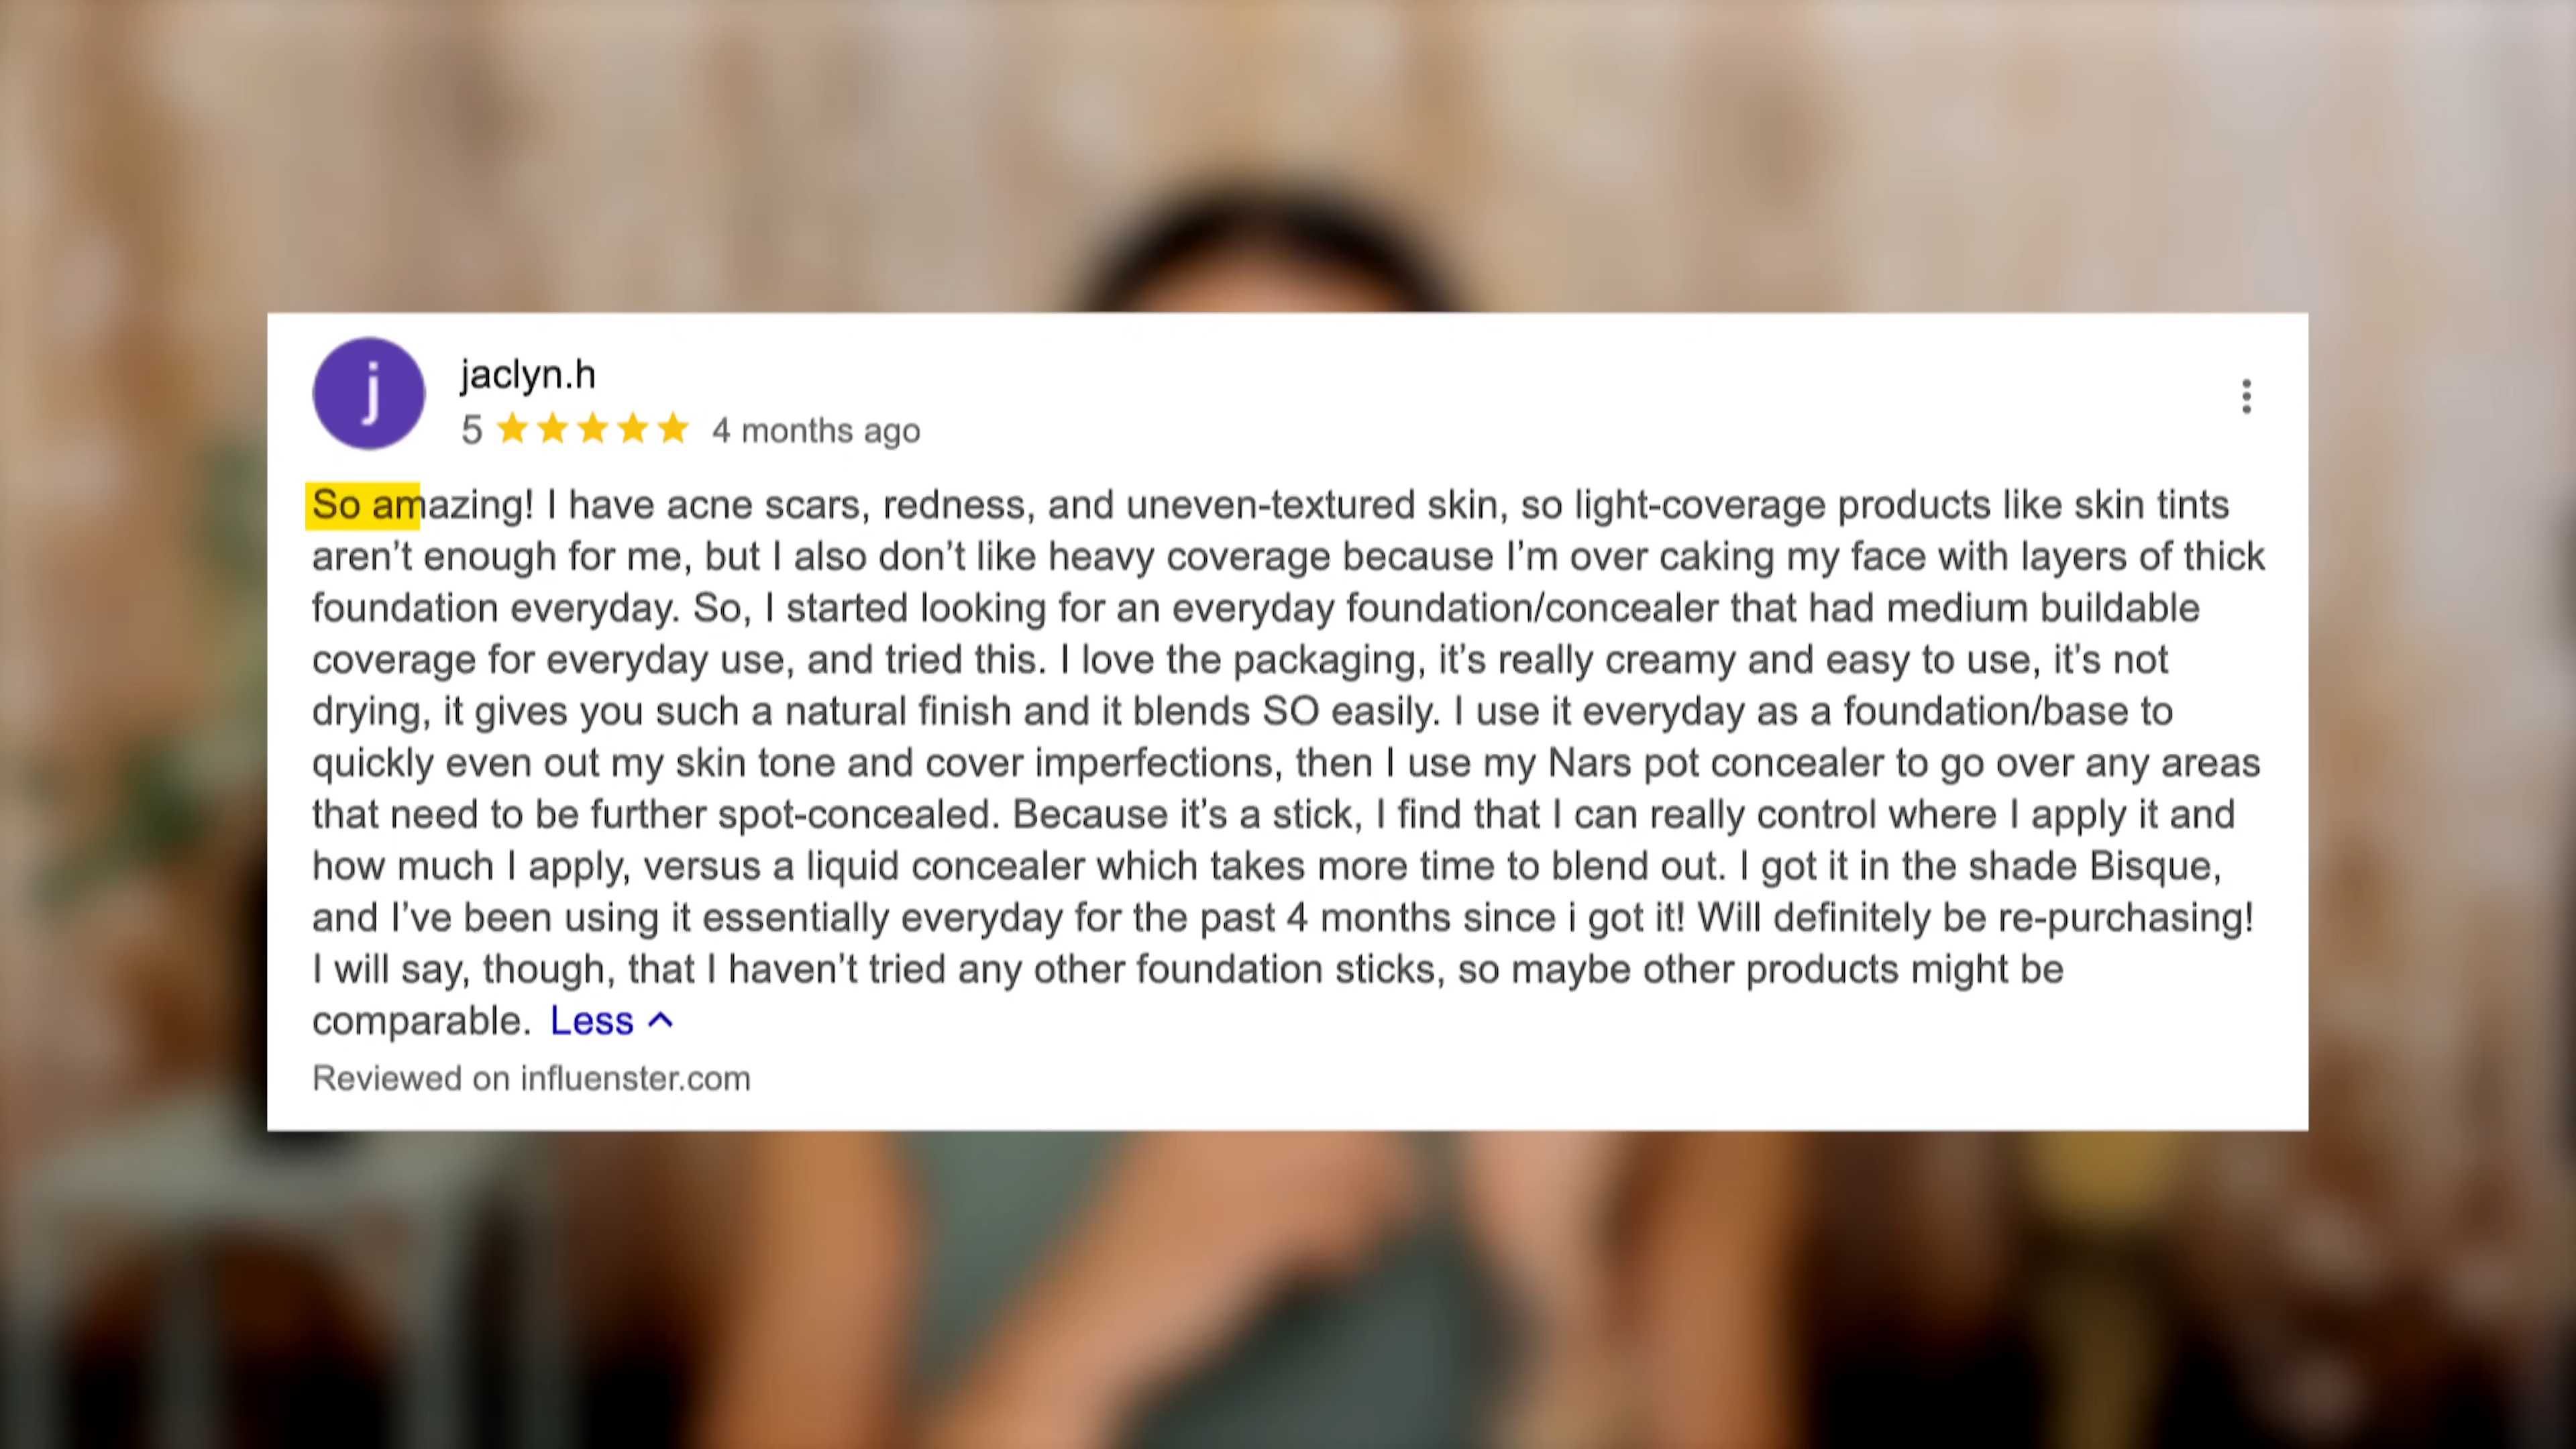 j
jaclyn.h
5 ★★★★★ 4 months ago
So amazing! I have acne scars, redness, and uneven-textured skin, so light-coverage products like skin tints
aren’t enough for me, but I also don’t like heavy coverage because I’m over caking my face with layers of thick
foundation everyday. So, I started looking for an everyday foundation/concealer that had medium buildable
coverage for everyday use, and tried this. I love the packaging, it’s really creamy and easy to use, it’s not
drying, it gives you such a natural finish and it blends SO easily. I use it everyday as a foundation/base to
quickly even out my skin tone and cover imperfections, then I use my Nars pot concealer to go over any areas
that need to be further spot-concealed. Because it’s a stick, I find that I can really control where I apply it and
how much I apply, versus a liquid concealer which takes more time to blend out. I got it in the shade Bisque,
and I’ve been using it essentially everyday for the past 4 months since i got it! Will definitely be re-purchasing!
I will say, though, that I haven’t tried any other foundation sticks, so maybe other products might be
comparable. Less
Reviewed on influenster.com